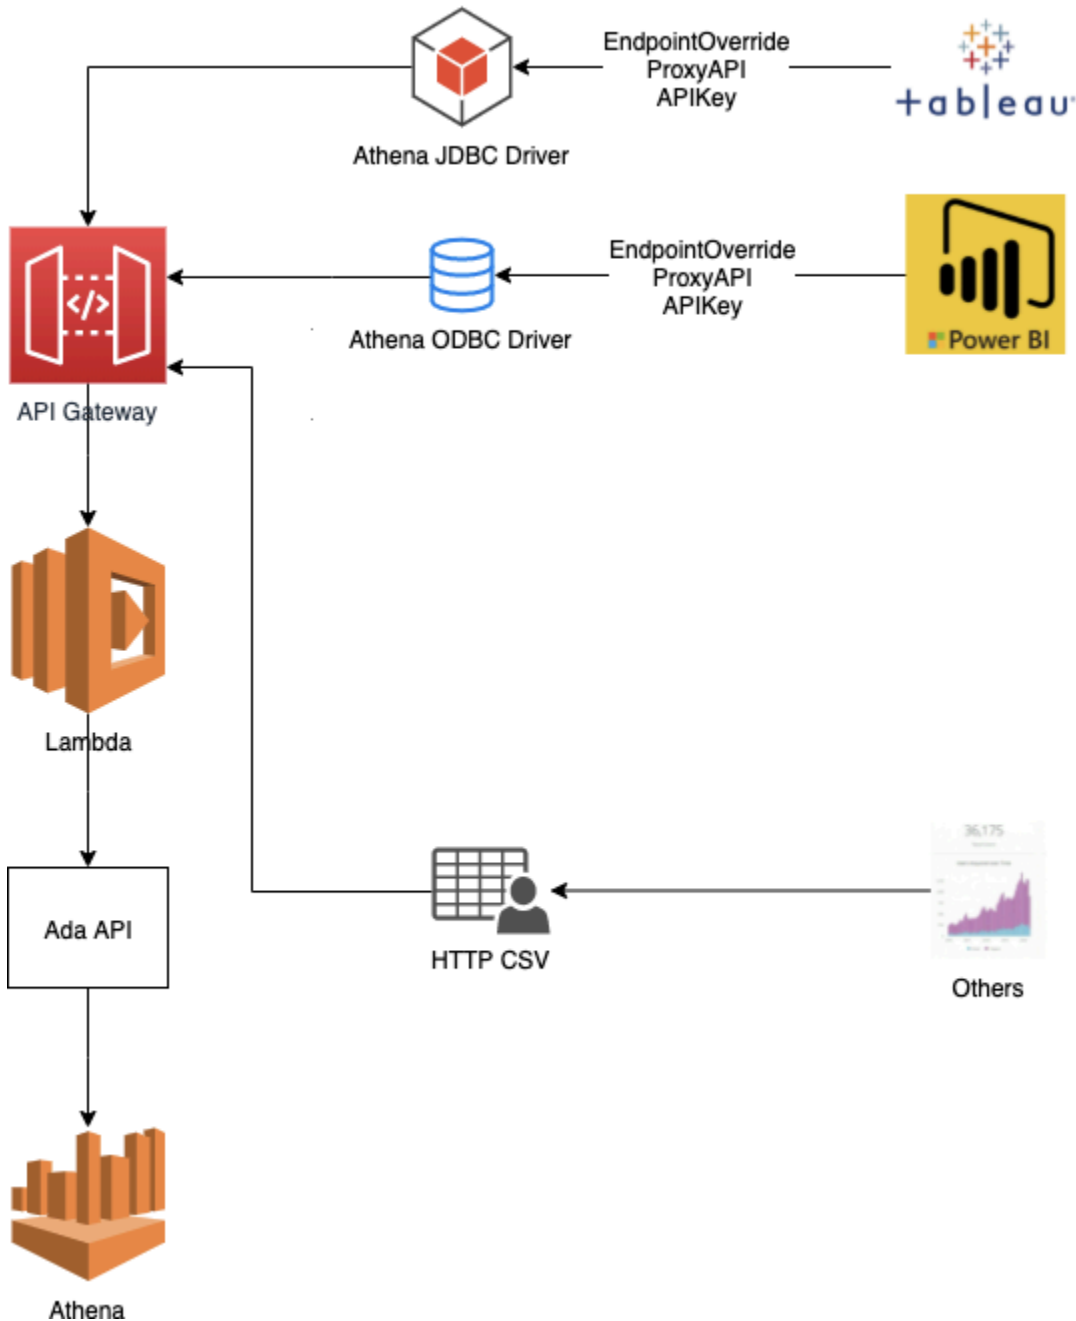 EndpointOverride
ProxyAPI
APIKey
+ableau
Athena JDBC Driver
EndpointOverride
ProxyAPI
APIKey
Power BI
Athena ODBC Driver
</>
API Gateway
Lambda
36,175
Ada API
HTTP CSV
Others
Athena